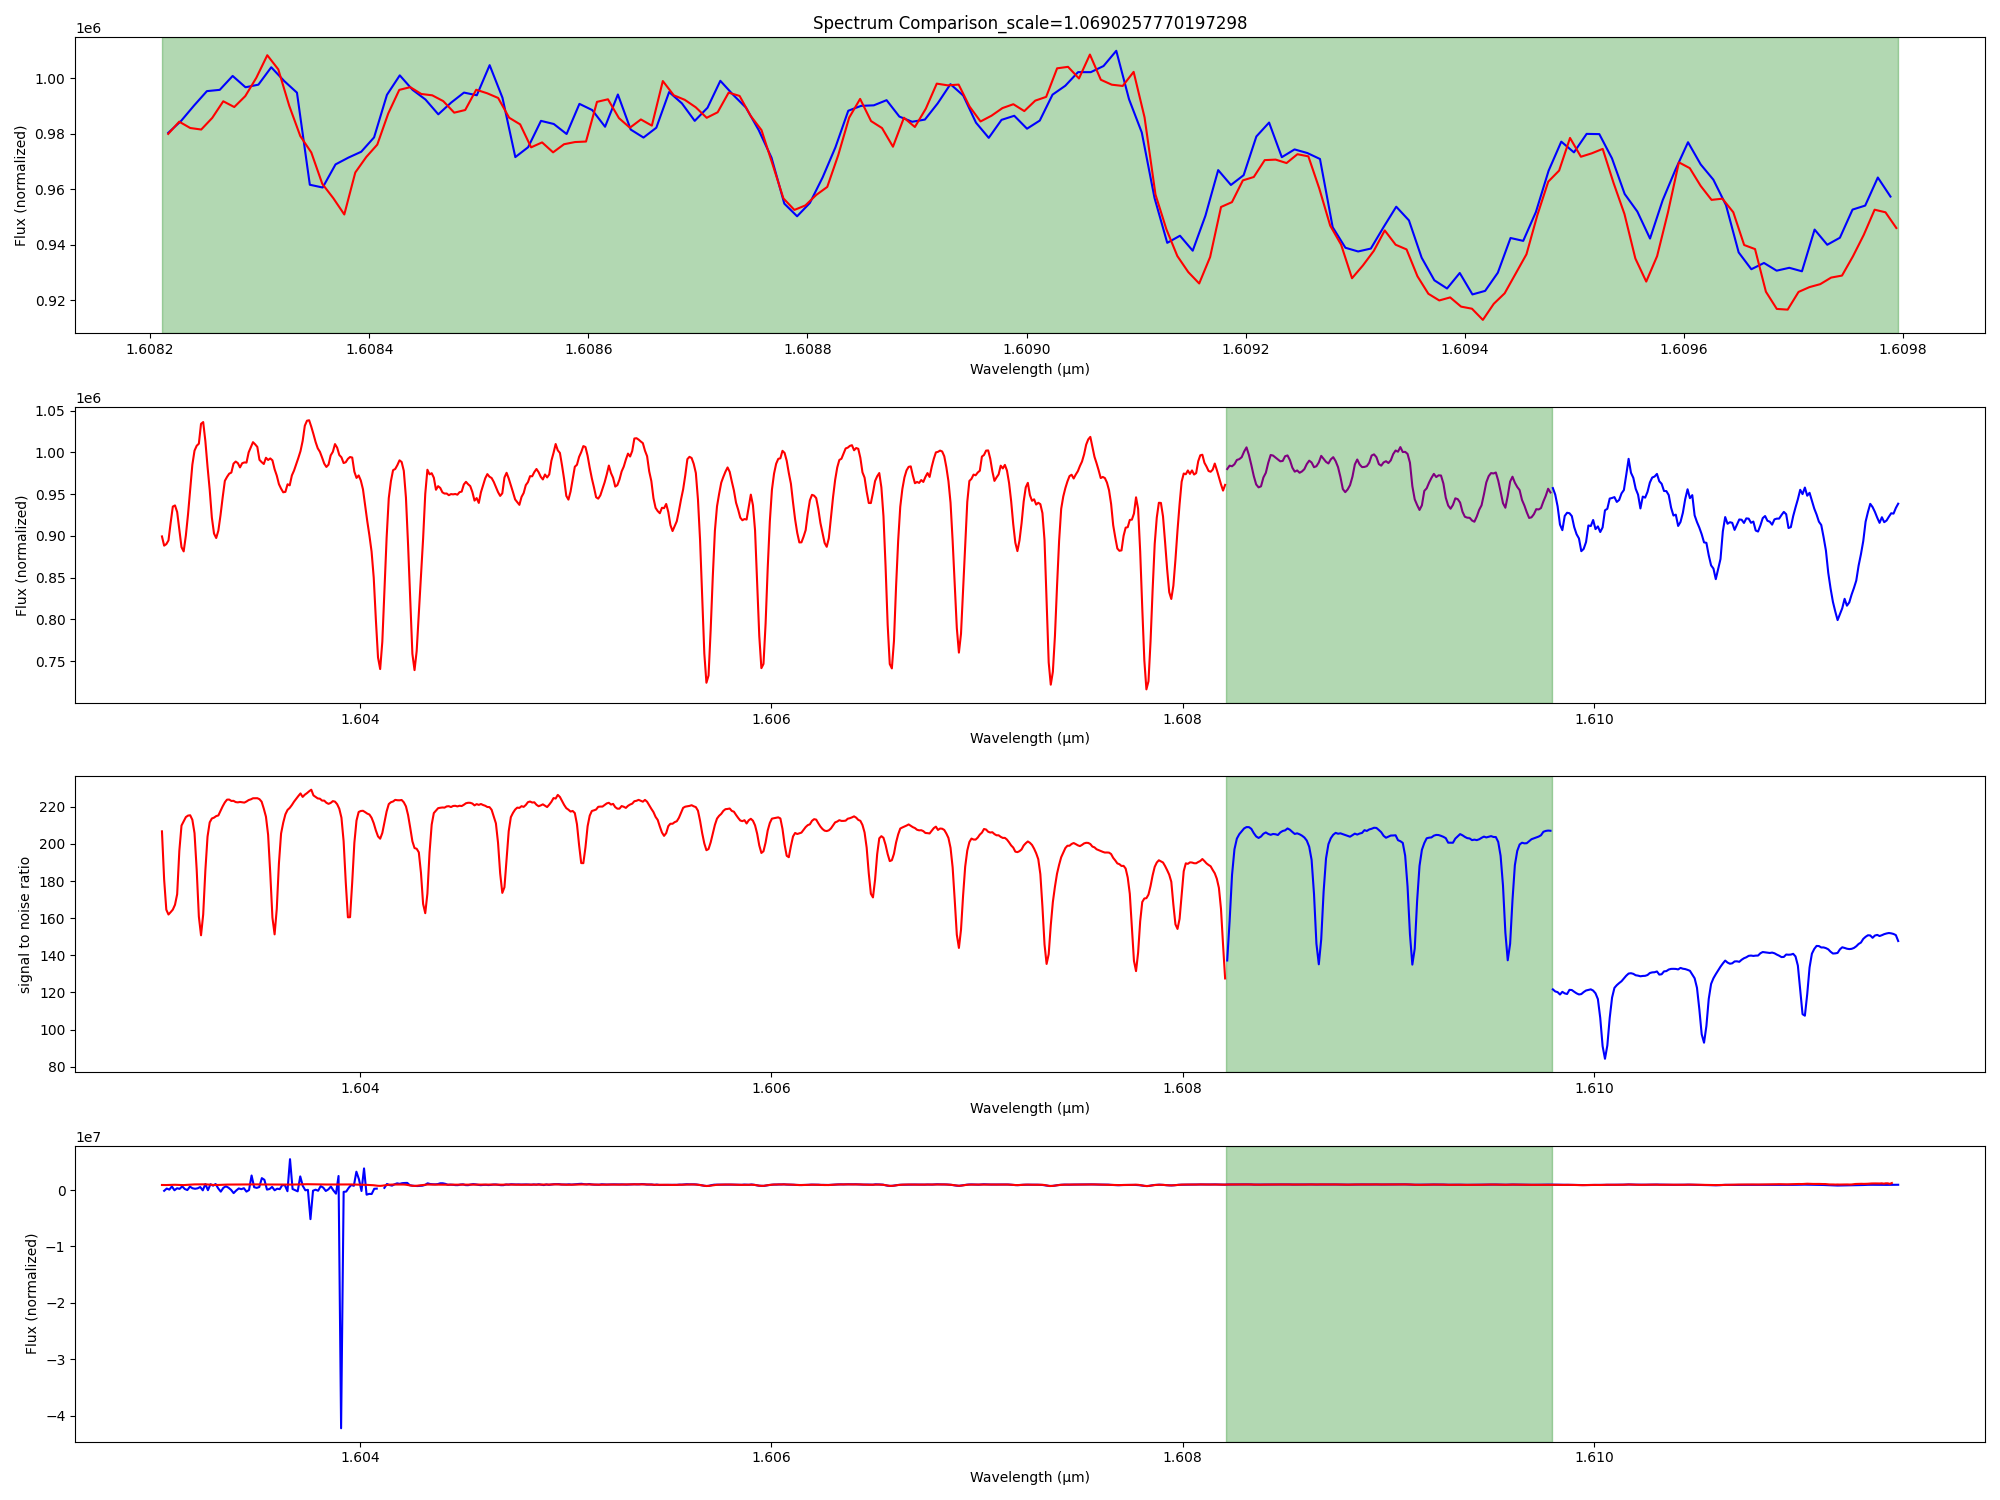 Spectrum Comparison_scale=1.0690257770197298
1e6
Flux (normalized)
1.00
0.98
0.96
0.94
0.92
1.6082 1.6084 1.6086 1.6088 1.6090 1.6092 1.6094 1.6096 1.6098
Wavelength (μm)
1e6
Flux (normalized)
1.05
1.00
0.95
0.90
0.85
0.80
0.75
1.604 1.606 1.608 1.610
Wavelength (μm)
signal to noise ratio
220
200
180
160
140
120
100
80
1.604 1.606 1.608 1.610
Wavelength (μm)
1e7
Flux (normalized)
0
−1
−2
−3
−4
1.604 1.606 1.608 1.610
Wavelength (μm)